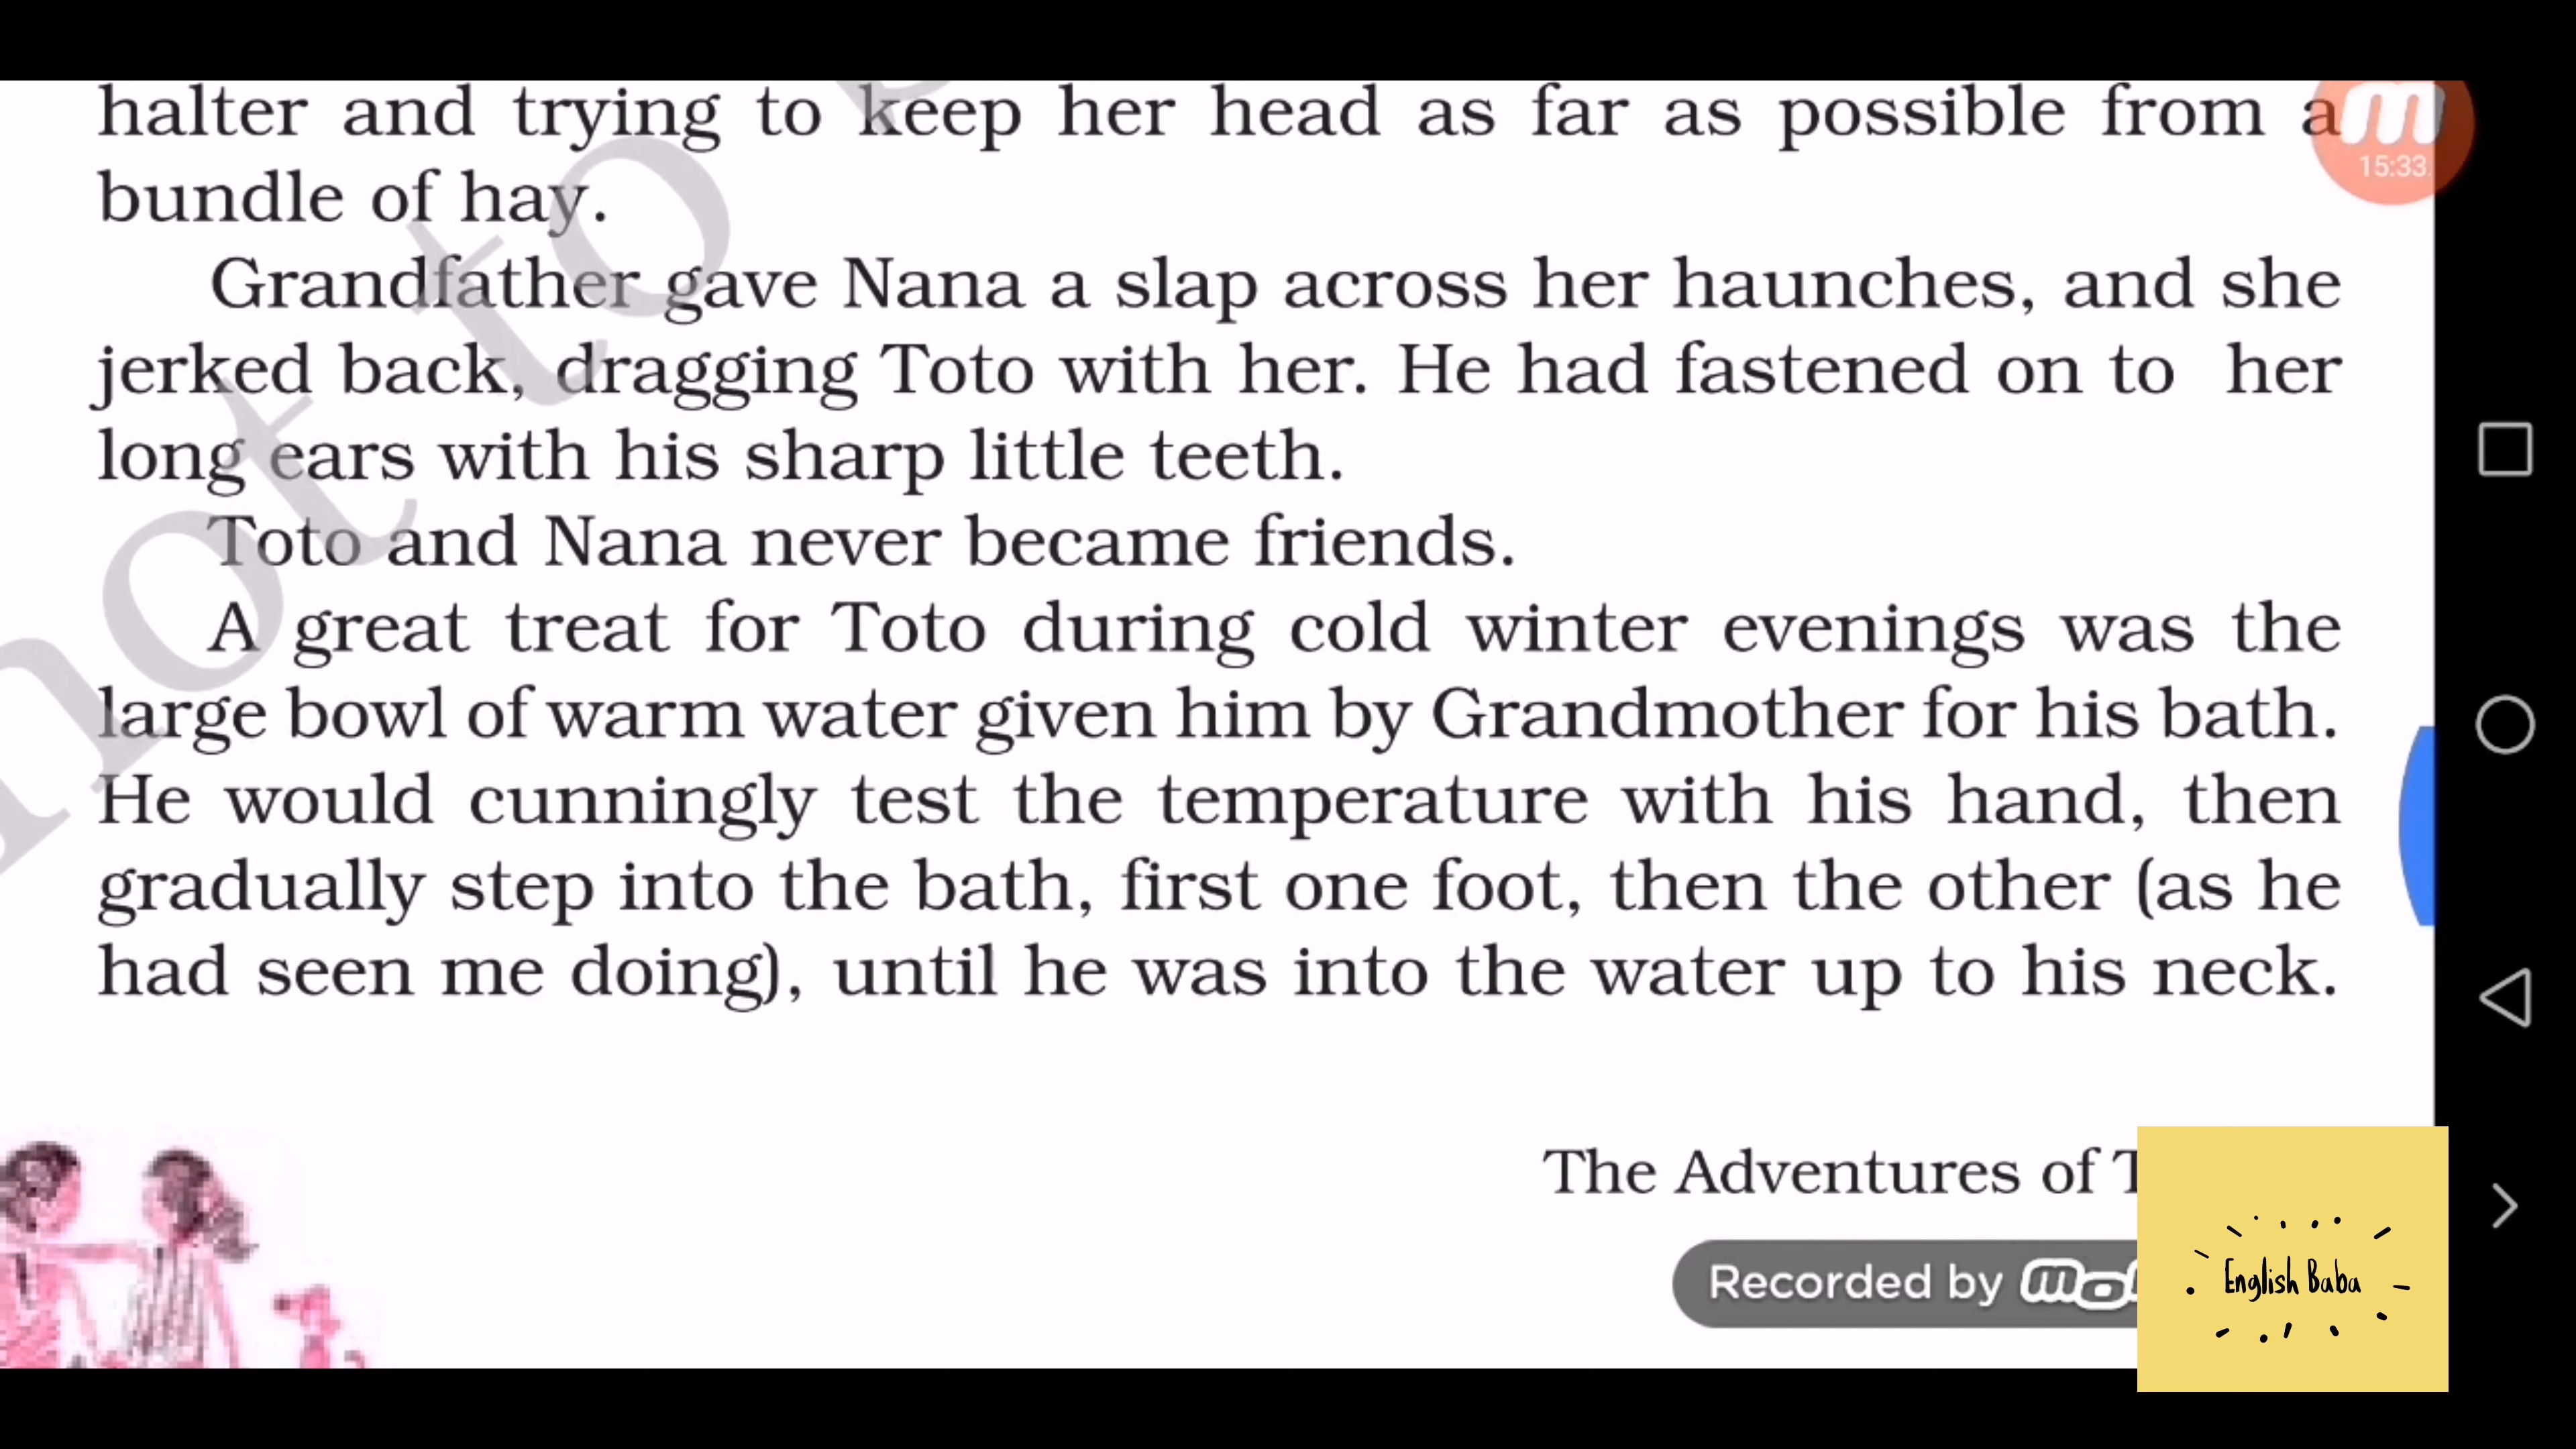 halter and trying to keep her head as far as possible from a
15:33
bundle of hay.
Grandfather gave Nana a slap across her haunches, and she
jerked back, dragging Toto with her. He had fastened on to her
long ears with his sharp little teeth.
Toto and Nana never became friends.
A great treat for Toto during cold winter evenings was the
large bowl of warm water given him by Grandmother for his bath.
He would cunningly test the temperature with his hand, then
gradually step into the bath, first one foot, then the other (as he
had seen me doing), until he was into the water up to his neck.
not to
The Adventures of T
Recorded by
English Baba